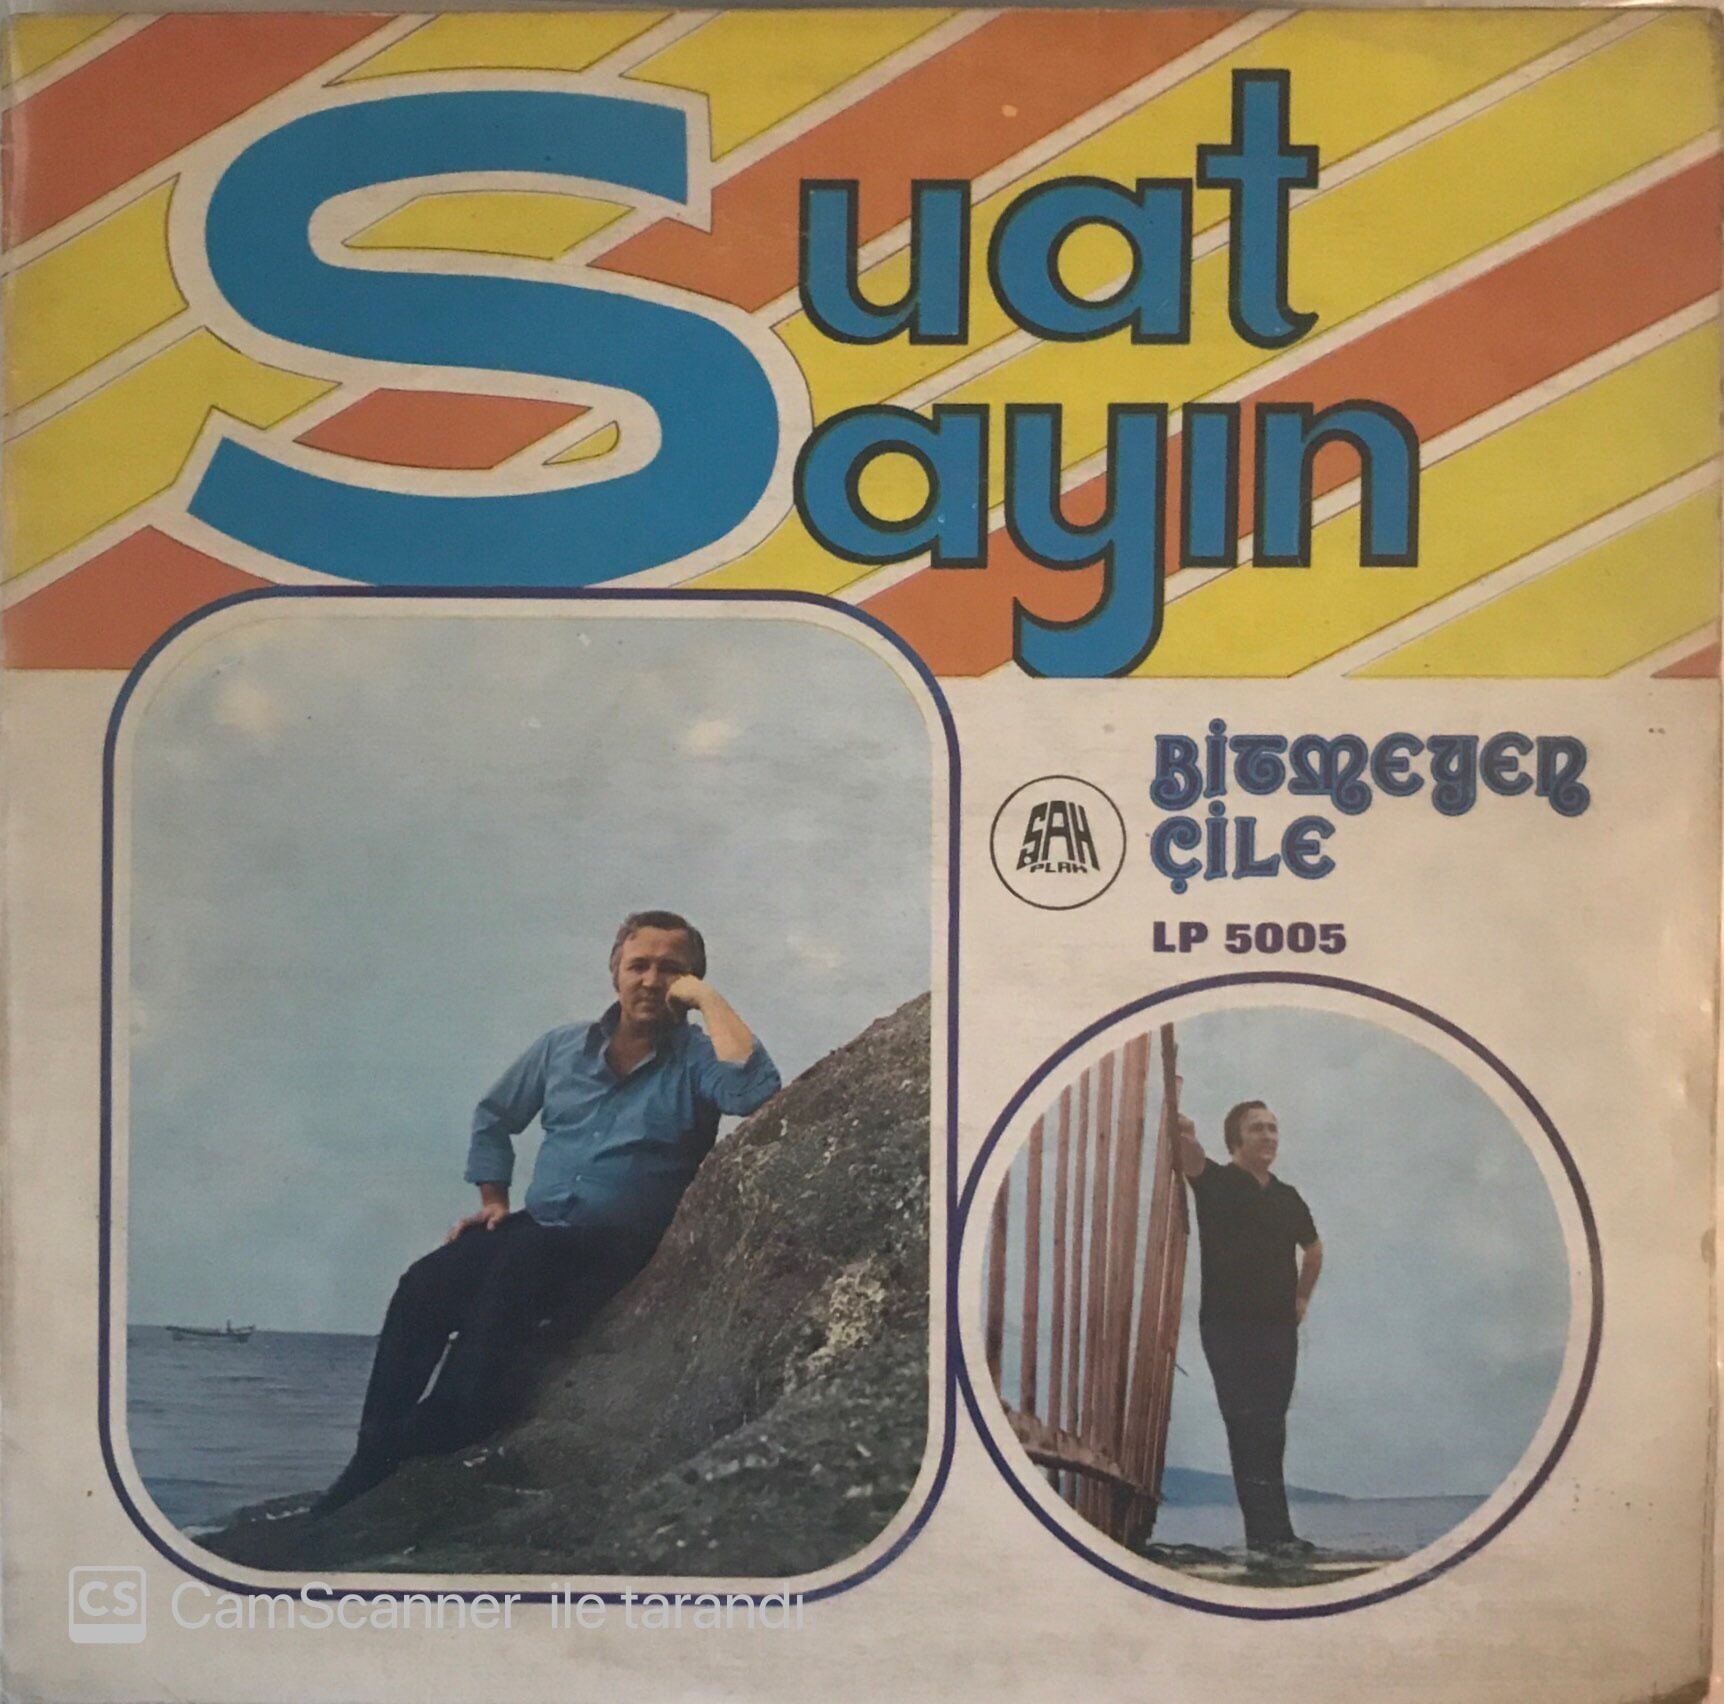 Suat
Sayın
BİTMEYEN
ÇİLE
ŞAH
PLAK
LP 5005
CS CamScanner ile tarandı